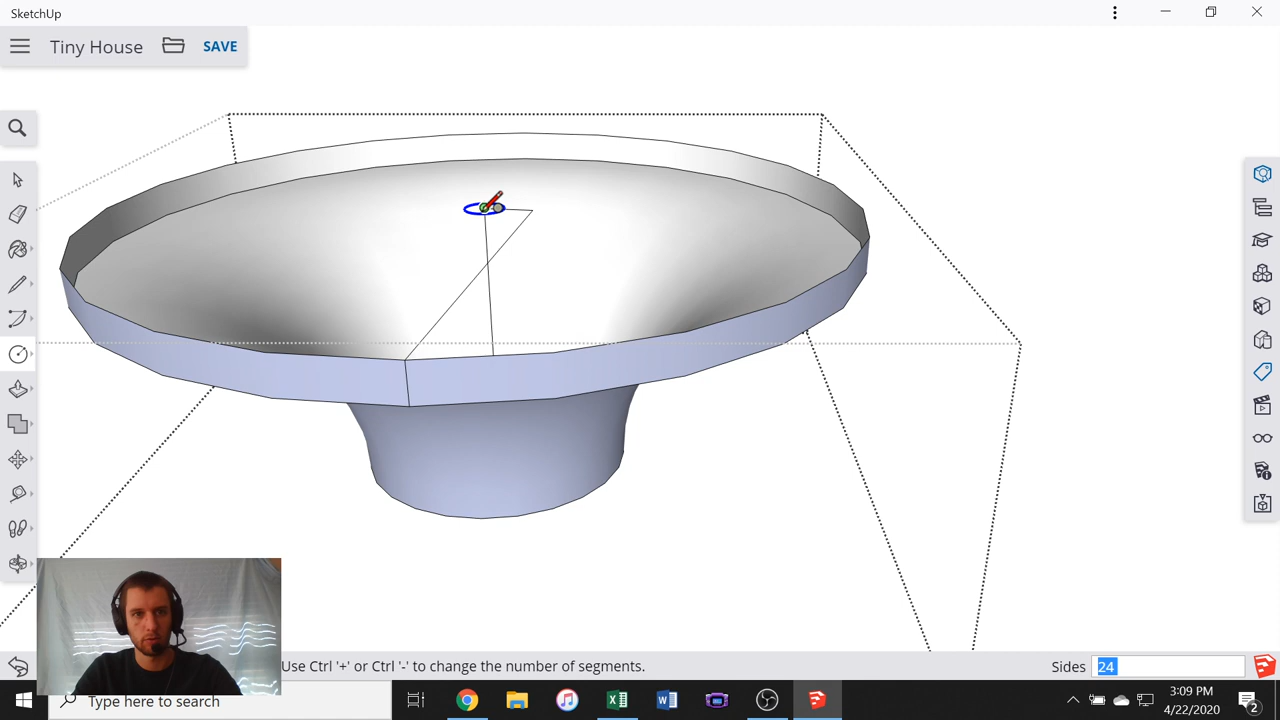 SketchUp
Tiny House SAVE
Use Ctrl '+' or Ctrl '-' to change the number of segments.
Sides 24
Type here to search
3:09 PM
4/22/2020
2